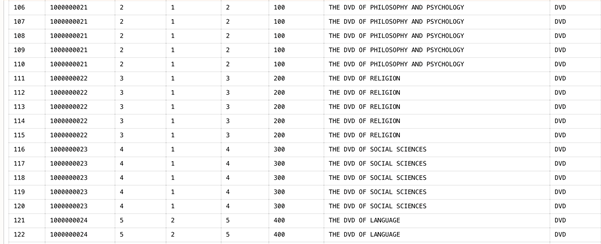 106 1000000021 2 1 2 100 THE DVD OF PHILOSOPHY AND PSYCHOLOGY DVD
107 1000000021 2 1 2 100 THE DVD OF PHILOSOPHY AND PSYCHOLOGY DVD
108 1000000021 2 1 2 100 THE DVD OF PHILOSOPHY AND PSYCHOLOGY DVD
109 1000000021 2 1 2 100 THE DVD OF PHILOSOPHY AND PSYCHOLOGY DVD
110 1000000021 2 1 2 100 THE DVD OF PHILOSOPHY AND PSYCHOLOGY DVD
111 1000000022 3 1 3 200 THE DVD OF RELIGION DVD
112 1000000022 3 1 3 200 THE DVD OF RELIGION DVD
113 1000000022 3 1 3 200 THE DVD OF RELIGION DVD
114 1000000022 3 1 3 200 THE DVD OF RELIGION DVD
115 1000000022 3 1 3 200 THE DVD OF RELIGION DVD
116 1000000023 4 1 4 300 THE DVD OF SOCIAL SCIENCES DVD
117 1000000023 4 1 4 300 THE DVD OF SOCIAL SCIENCES DVD
118 1000000023 4 1 4 300 THE DVD OF SOCIAL SCIENCES DVD
119 1000000023 4 1 4 300 THE DVD OF SOCIAL SCIENCES DVD
120 1000000023 4 1 4 300 THE DVD OF SOCIAL SCIENCES DVD
121 1000000024 5 2 5 400 THE DVD OF LANGUAGE DVD
122 1000000024 5 2 5 400 THE DVD OF LANGUAGE DVD